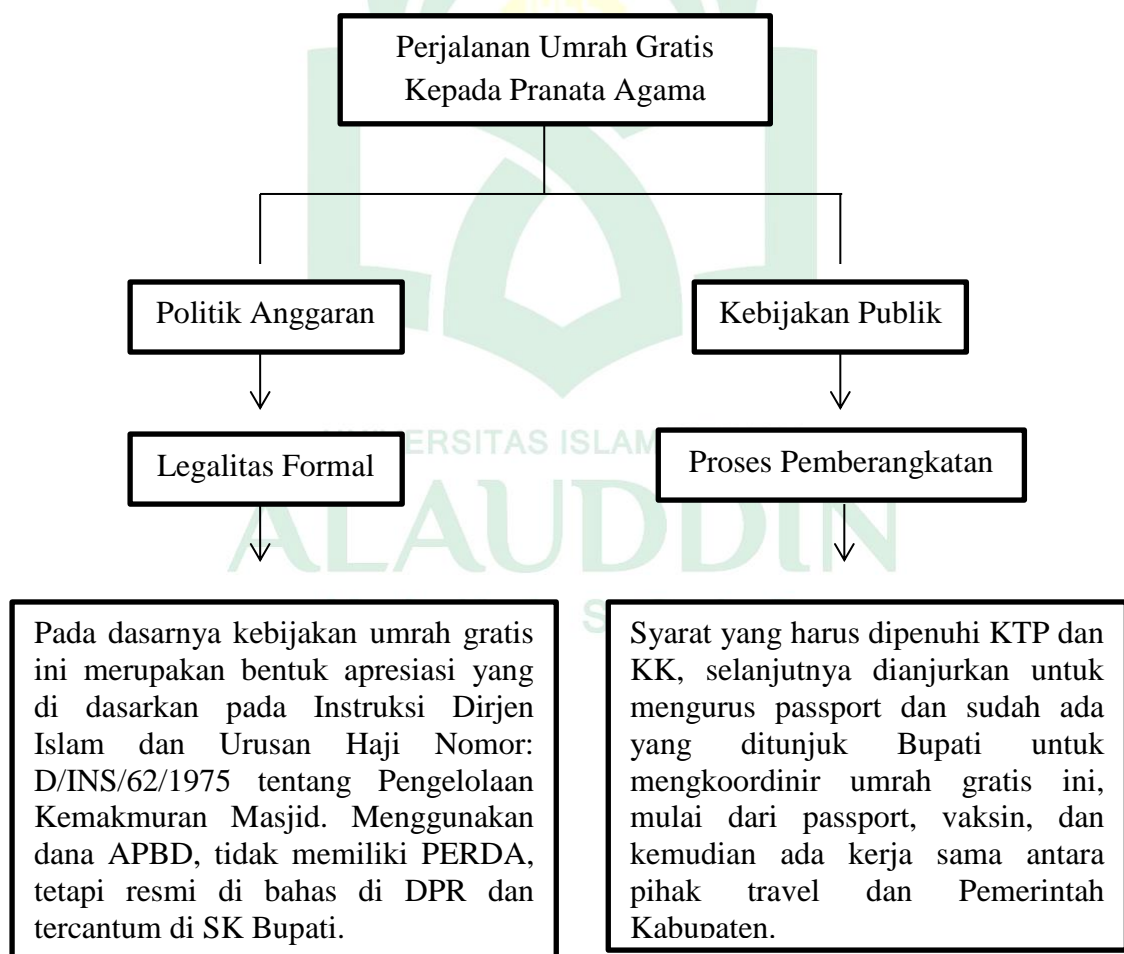 Perjalanan Umrah Gratis
Kepada Pranata Agama
Politik Anggaran
Kebijakan Publik
Legalitas Formal
Proses Pemberangkatan
ERSITAS ISLAM
ALAUDDIN
Pada dasarnya kebijakan umrah gratis
ini merupakan bentuk apresiasi yang
di dasarkan pada Instruksi Dirjen
Islam dan Urusan Haji Nomor:
D/INS/62/1975 tentang Pengelolaan
Kemakmuran Masjid. Menggunakan
dana APBD, tidak memiliki PERDA,
tetapi resmi di bahas di DPR dan
tercantum di SK Bupati.
Syarat yang harus dipenuhi KTP dan
KK, selanjutnya dianjurkan untuk
mengurus passport dan sudah ada
yang ditunjuk Bupati untuk
mengkoordinir umrah gratis ini,
mulai dari passport, vaksin, dan
kemudian ada kerja sama antara
pihak travel dan Pemerintah
Kabupaten.